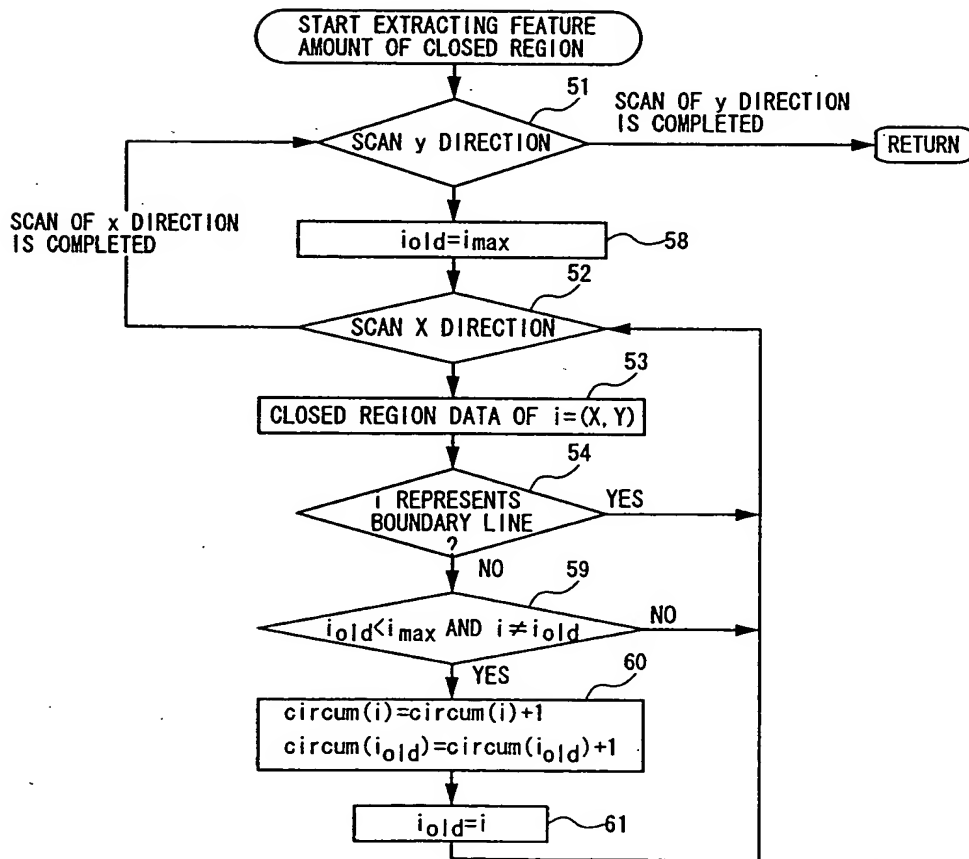 START EXTRACTING FEATURE
AMOUNT OF CLOSED REGION
51
SCAN OF y DIRECTION
IS COMPLETED
SCAN y DIRECTION
RETURN
SCAN OF x DIRECTION
IS COMPLETED
iold=imax
58
52
SCAN X DIRECTION
53
CLOSED REGION DATA OF i=(X, Y)
54
i REPRESENTS
BOUNDARY LINE
?
YES
NO
59
iold<imax AND i≠iold
NO
YES
60
circum(i)=circum(i)+1
circum(iold)=circum(iold)+1
iold=i
61